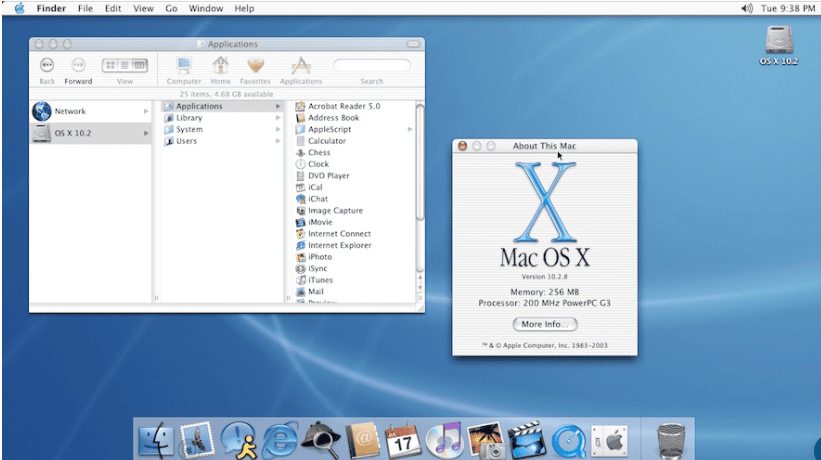 Finder File Edit View Go Window Help
Tue 9:38 PM
Applications
Back Forward View Computer Home Favorites Applications Search
25 items, 4.68 GB available
Network
OS X 10.2
Applications
Library
System
Users
Acrobat Reader 5.0
Address Book
AppleScript
Calculator
Chess
Clock
DVD Player
iCal
iChat
Image Capture
iMovie
Internet Connect
Internet Explorer
iPhoto
iSync
iTunes
Mail
Preview
OS X 10.2
About This Mac
X
Mac OS X
Version 10.2.8
Memory: 256 MB
Processor: 200 MHz PowerPC G3
More Info...
™ & © Apple Computer, Inc. 1983-2003
@
17